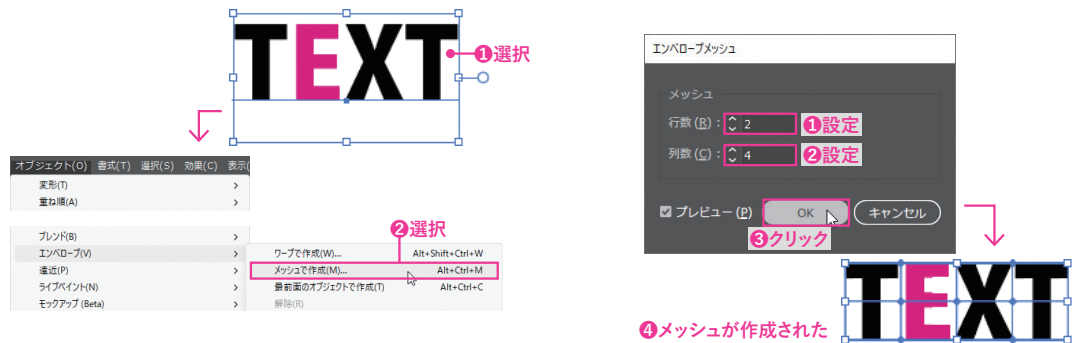 TEXT
❶選択
オブジェクト(O) 書式(T) 選択(S) 効果(C) 表示(
変形(T)
重ね順(A)
ブレンド(B)
エンベロープ(V)
遠近(P)
ライブペイント(N)
モックアップ (Beta)
❷選択
ワープで作成(W)... Alt+Shift+Ctrl+W
メッシュで作成(M)... Alt+Ctrl+M
最前面のオブジェクトで作成(T) Alt+Ctrl+C
解除(R)
エンベロープメッシュ
メッシュ
行数(R): 2 ❶設定
列数(C): 4 ❷設定
プレビュー(P) OK キャンセル
❸クリック
TEXT
❹メッシュが作成された